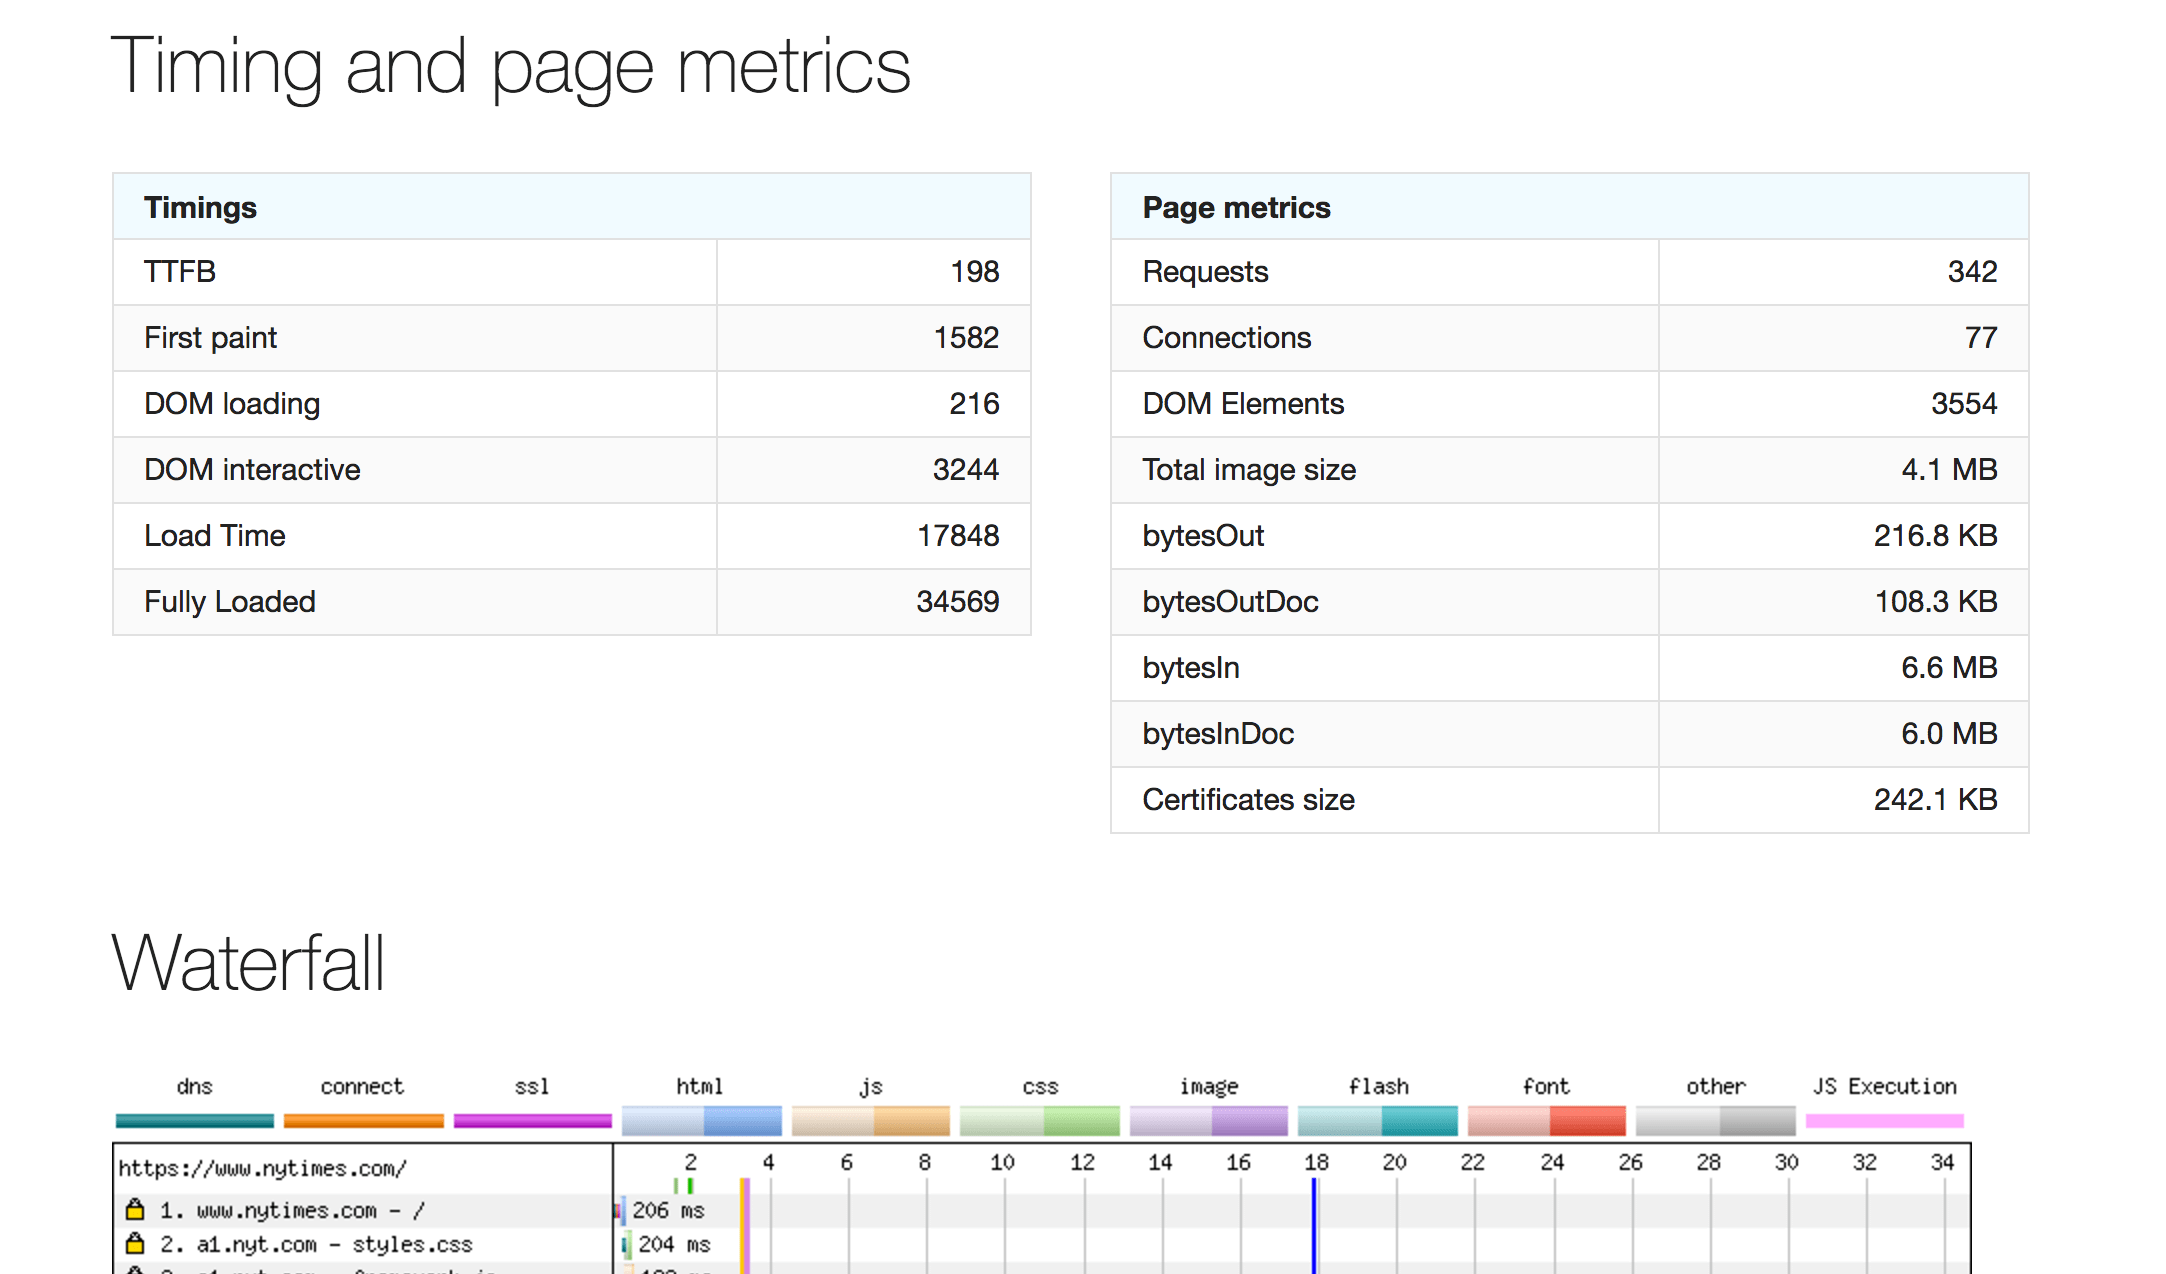 Timing and page metrics
Timings
TTFB 198
First paint 1582
DOM loading 216
DOM interactive 3244
Load Time 17848
Fully Loaded 34569
Page metrics
Requests 342
Connections 77
DOM Elements 3554
Total image size 4.1 MB
bytesOut 216.8 KB
bytesOutDoc 108.3 KB
bytesIn 6.6 MB
bytesInDoc 6.0 MB
Certificates size 242.1 KB
Waterfall
dns connect ssl html js css image flash font other JS Execution
https://www.nytimes.com/ 2 4 6 8 10 12 14 16 18 20 22 24 26 28 30 32 34
1. www.nytimes.com - / 206 ms
2. a1.nyt.com - styles.css 204 ms